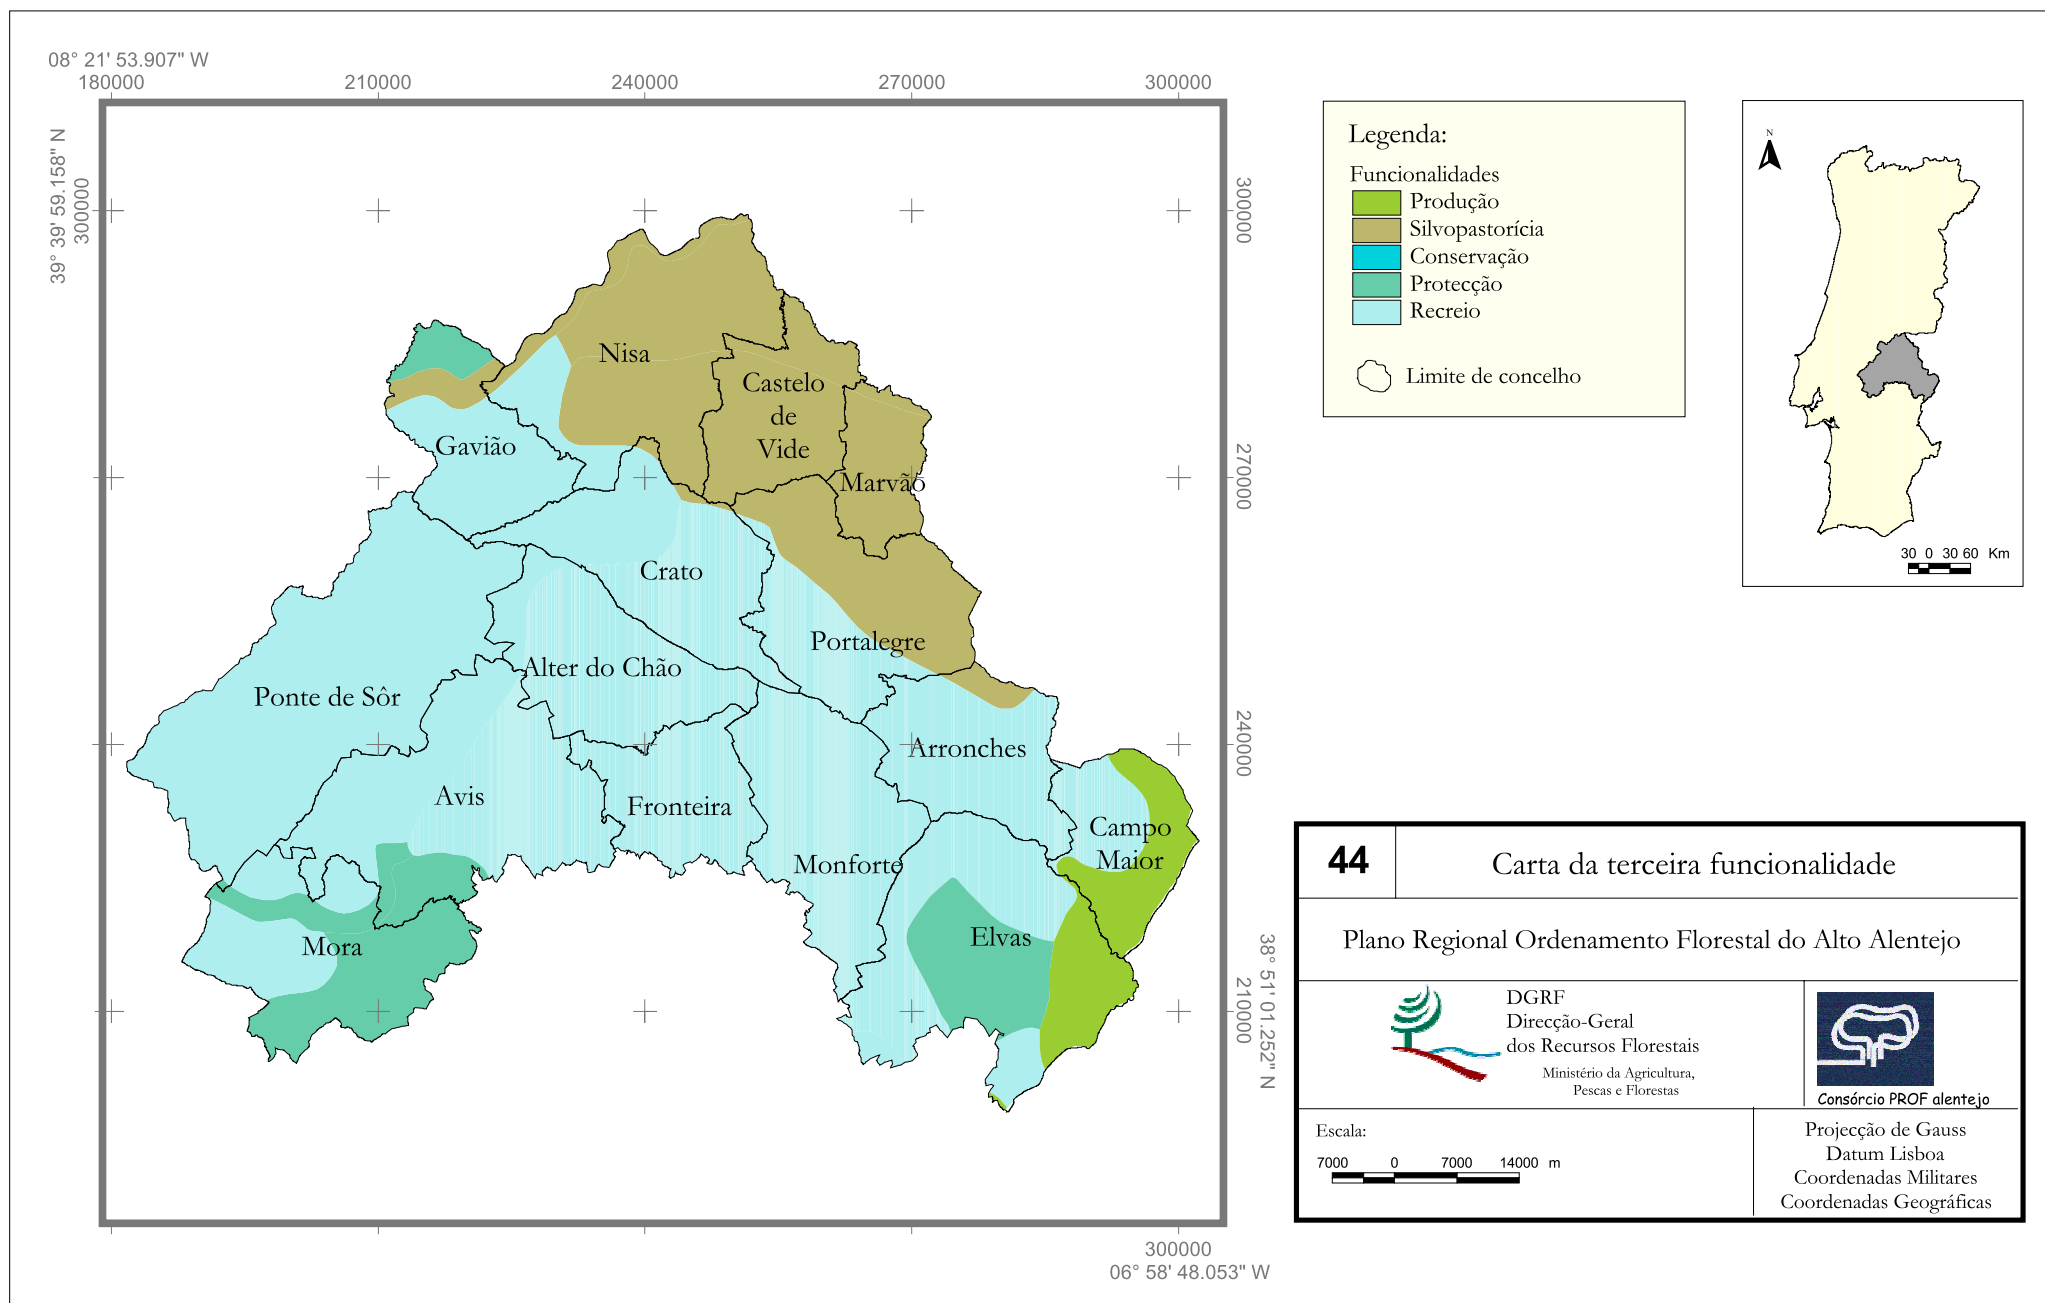 08° 21' 53.907" W
180000
210000
240000
270000
300000
39° 39' 59.158" N
300000
300000
270000
240000
210000
38° 51' 01.252" N
300000
06° 58' 48.053" W
Nisa
Castelo
de
Vide
Gavião
Marvão
Crato
Portalegre
Alter do Chão
Ponte de Sôr
Arronches
Avis
Fronteira
Campo
Maior
Monforte
Elvas
Mora
Legenda:
Funcionalidades
Produção
Silvopastorícia
Conservação
Protecção
Recreio
Limite de concelho
N
30 0 30 60 Km
44
Carta da terceira funcionalidade
Plano Regional Ordenamento Florestal do Alto Alentejo
DGRF
Direcção-Geral
dos Recursos Florestais
Ministério da Agricultura,
Pescas e Florestas
Consórcio PROF alentejo
Escala:
7000 0 7000 14000 m
Projecção de Gauss
Datum Lisboa
Coordenadas Militares
Coordenadas Geográficas